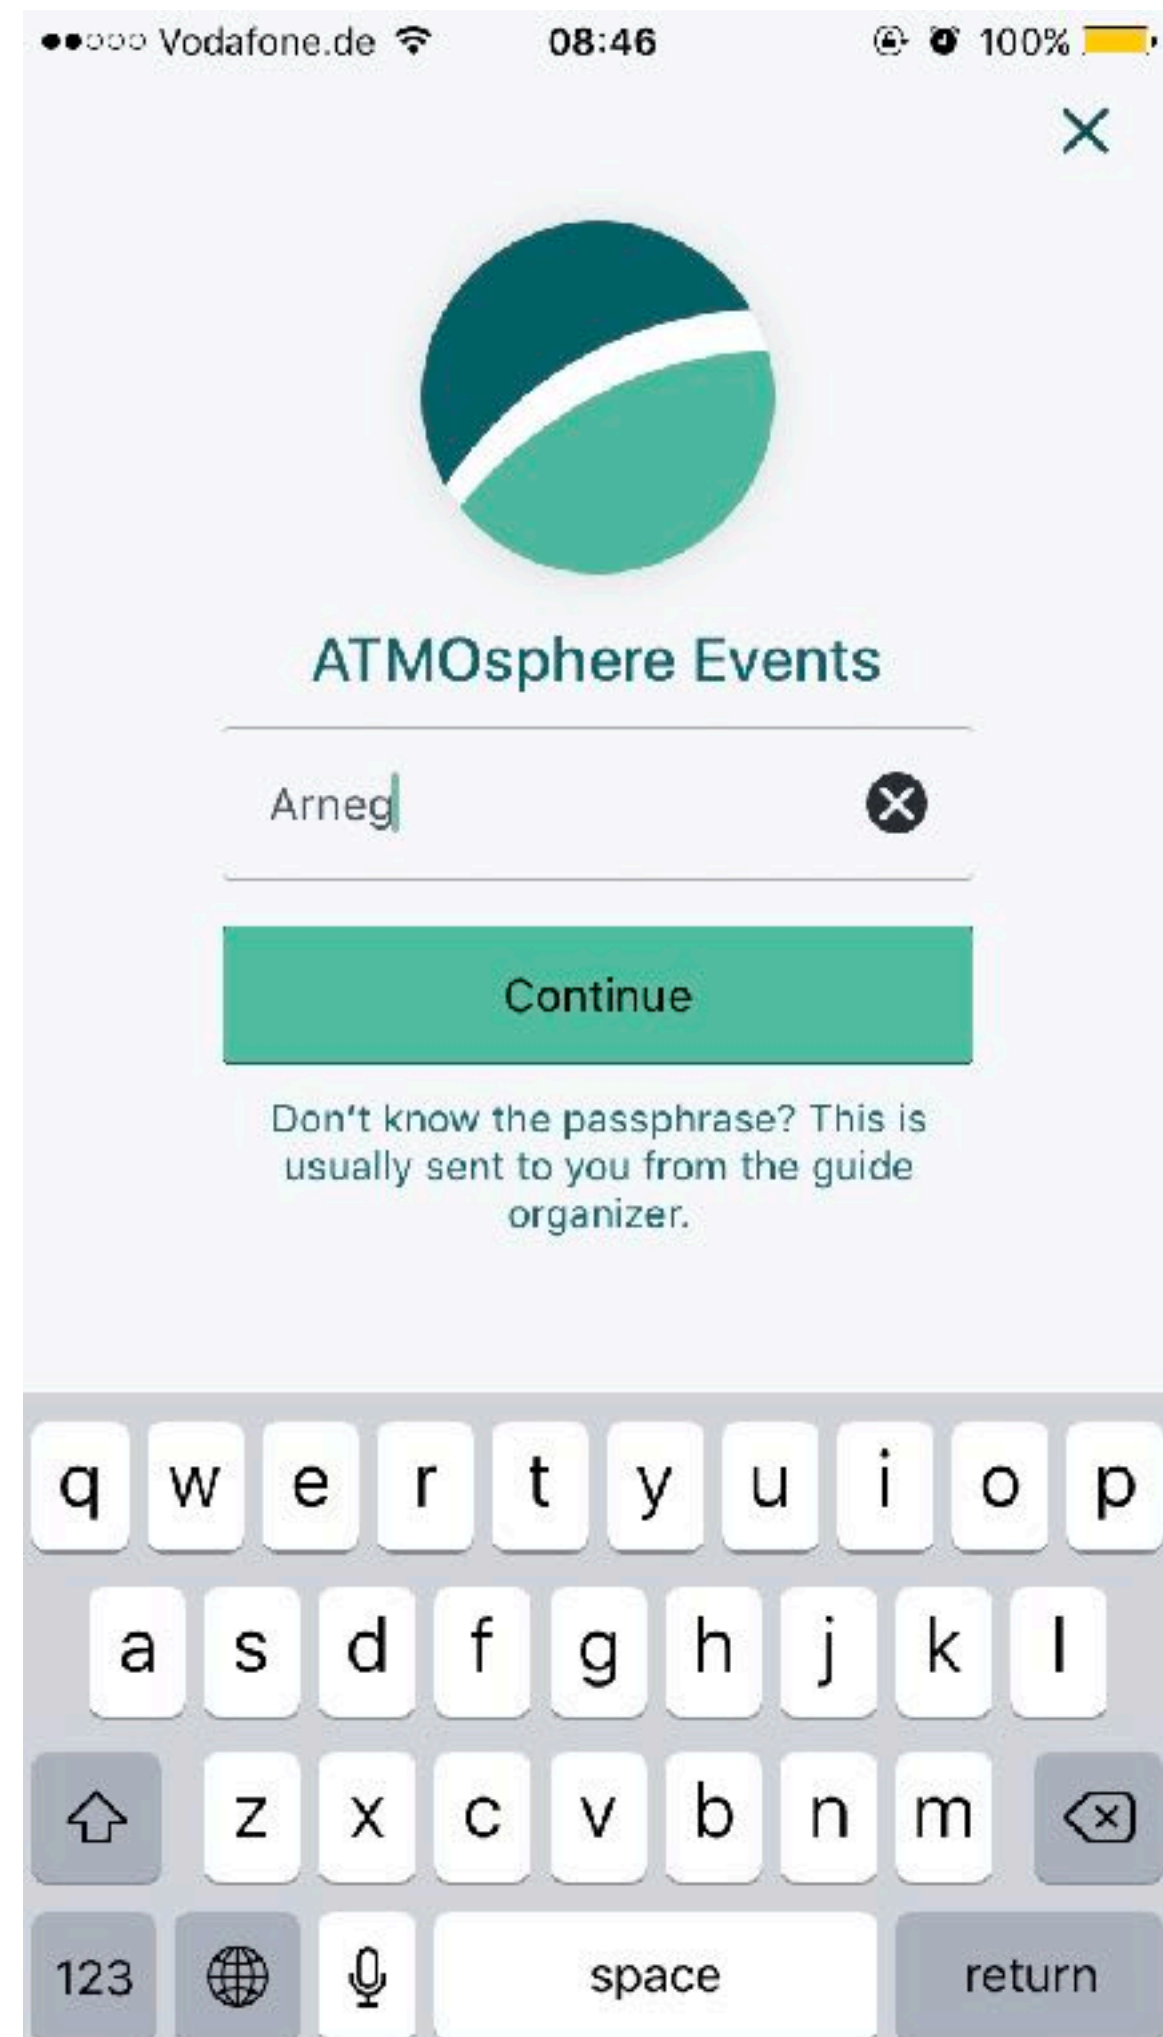 Vodafone.de 08:46 100%
ATMOsphere Events
Arneg
Continue
Don't know the passphrase? This is
usually sent to you from the guide
organizer.
q w e r t y u i o p
a s d f g h j k l
z x c v b n m
123 space return